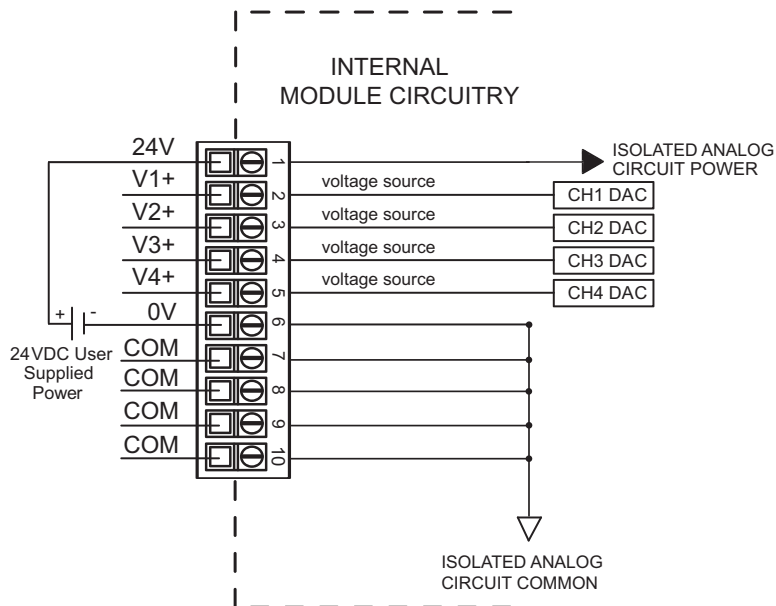 INTERNAL
MODULE CIRCUITRY
24V
1
ISOLATED ANALOG
CIRCUIT POWER
V1+
2
voltage source
CH1 DAC
V2+
3
voltage source
CH2 DAC
V3+
4
voltage source
CH3 DAC
V4+
5
voltage source
CH4 DAC
+
-
0V
6
24VDC User
Supplied
Power
COM
7
COM
8
COM
9
COM
10
ISOLATED ANALOG
CIRCUIT COMMON